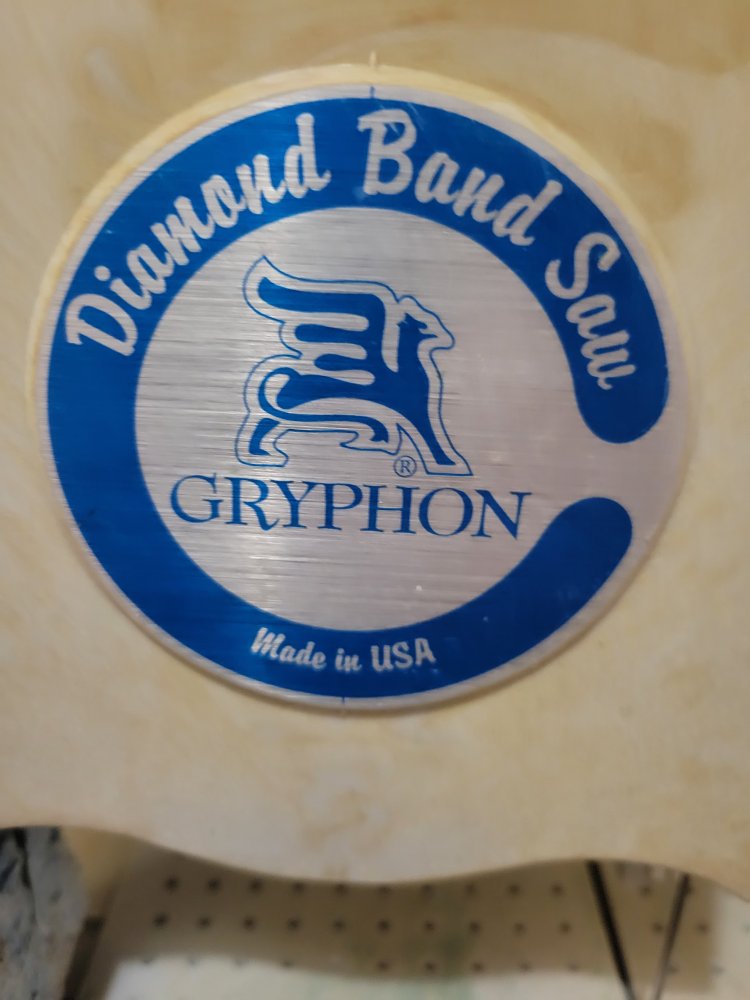 Diamond Band Saw
®
GRYPHON
Made in USA